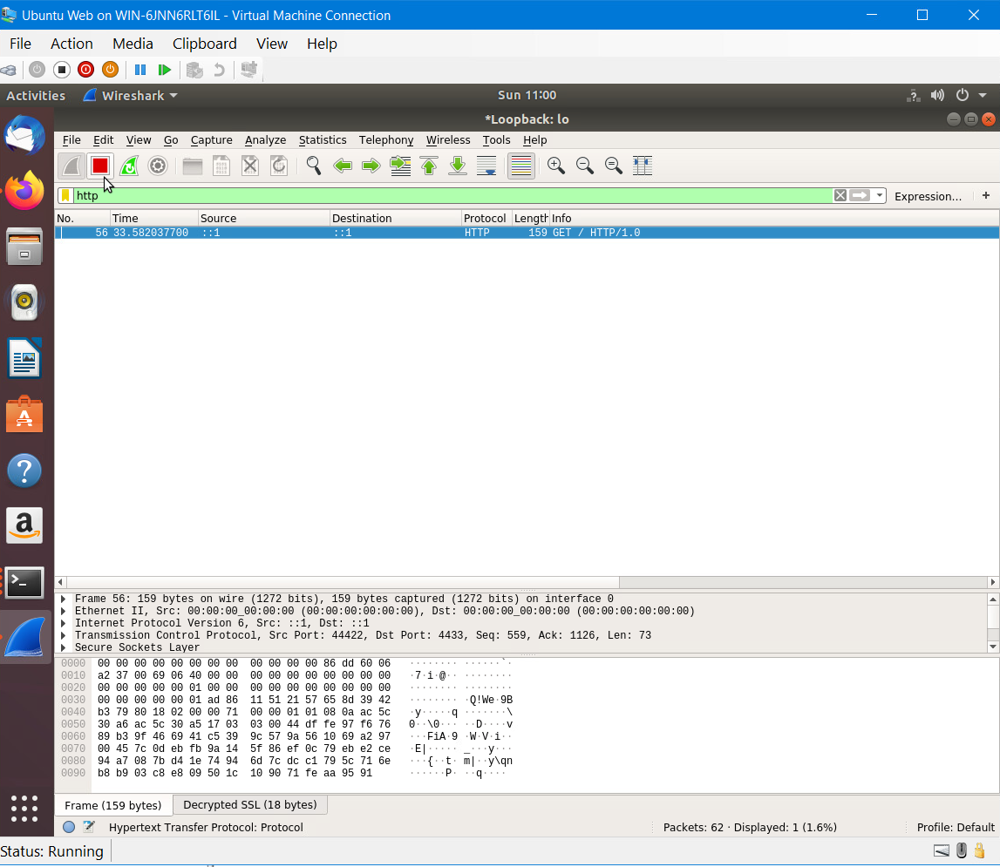 Ubuntu Web on WIN-6JNN6RLT6IL - Virtual Machine Connection
File Action Media Clipboard View Help
Activities Wireshark Sun 11:00
*Loopback: lo
File Edit View Go Capture Analyze Statistics Telephony Wireless Tools Help
http Expression... +
No. Time Source Destination Protocol Length Info
56 33.582037700 ::1 ::1 HTTP 159 GET / HTTP/1.0
Frame 56: 159 bytes on wire (1272 bits), 159 bytes captured (1272 bits) on interface 0
Ethernet II, Src: 00:00:00_00:00:00 (00:00:00:00:00:00), Dst: 00:00:00_00:00:00 (00:00:00:00:00:00)
Internet Protocol Version 6, Src: ::1, Dst: ::1
Transmission Control Protocol, Src Port: 44422, Dst Port: 4433, Seq: 559, Ack: 1126, Len: 73
Secure Sockets Layer
0000 00 00 00 00 00 00 00 00 00 00 00 00 86 dd 60 06 ········ ······`·
0010 a2 37 00 69 06 40 00 00 00 00 00 00 00 00 00 00 ·7·i·@·· ········
0020 00 00 00 00 00 01 00 00 00 00 00 00 00 00 00 00 ········ ········
0030 00 00 00 00 00 01 ad 86 11 51 21 57 65 8d 39 42 ········ ·Q!We·9B
0040 b3 79 80 18 02 00 00 71 00 00 01 01 08 0a ac 5c ·y·····q ·······\
0050 30 a6 ac 5c 30 a5 17 03 03 00 44 df fe 97 f6 76 0··\0··· ··D····v
0060 89 b3 9f 46 69 41 c5 39 9c 57 9a 56 10 69 a2 97 ···FiA·9 ·W·V·i··
0070 00 45 7c 0d eb fb 9a 14 5f 86 ef 0c 79 eb e2 ce ·E|····· _···y···
0080 94 a7 08 7b d4 1e 74 94 6d 7c dc c1 79 5c 71 6e ···{··t· m|··y\qn
0090 b8 b9 03 c8 e8 09 50 1c 10 90 71 fe aa 95 91 ······P· ··q····
Frame (159 bytes) Decrypted SSL (18 bytes)
Hypertext Transfer Protocol: Protocol Packets: 62 · Displayed: 1 (1.6%) Profile: Default
Status: Running